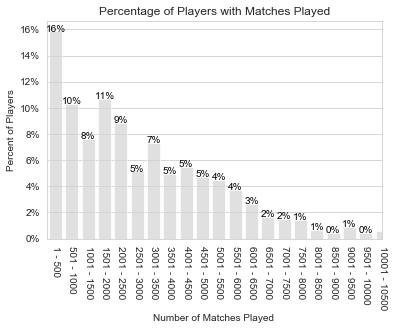 Percentage of Players with Matches Played
Percent of Players
16%
14%
12%
10%
8%
6%
4%
2%
0%
16%
10%
8%
11%
9%
5%
7%
5%
5%
5%
4%
4%
3%
2%
2%
1%
1%
0%
1%
0%
1 - 500
501 - 1000
1001 - 1500
1501 - 2000
2001 - 2500
2501 - 3000
3001 - 3500
3501 - 4000
4001 - 4500
4501 - 5000
5001 - 5500
5501 - 6000
6001 - 6500
6501 - 7000
7001 - 7500
7501 - 8000
8001 - 8500
8501 - 9000
9001 - 9500
9501 - 10000
10001 - 10500
Number of Matches Played